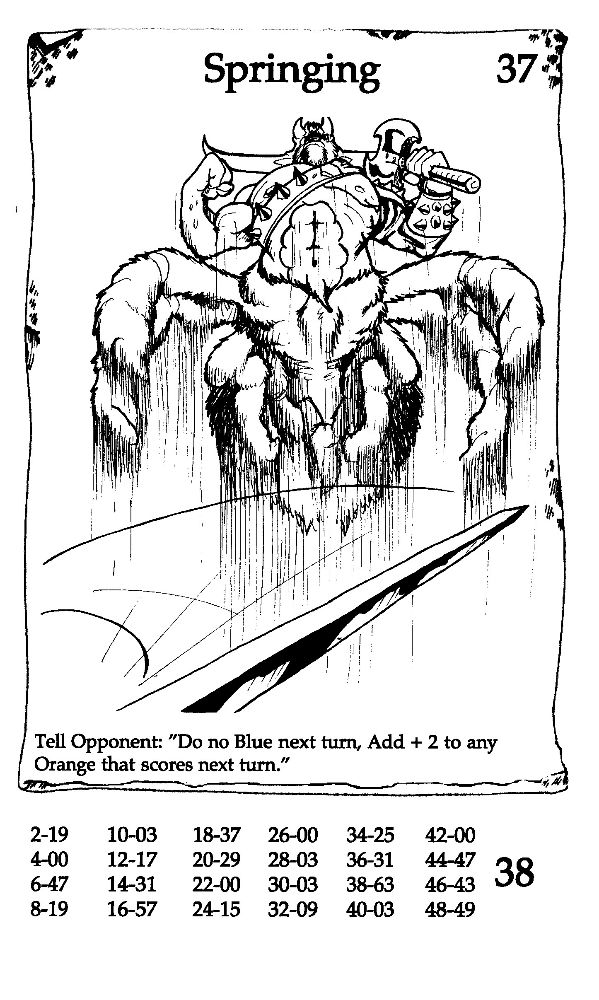 Springing 37
Tell Opponent: "Do no Blue next turn, Add + 2 to any
Orange that scores next turn."
2-19 10-03 18-37 26-00 34-25 42-00
4-00 12-17 20-29 28-03 36-31 44-47
6-47 14-31 22-00 30-03 38-63 46-43
8-19 16-57 24-15 32-09 40-03 48-49
38